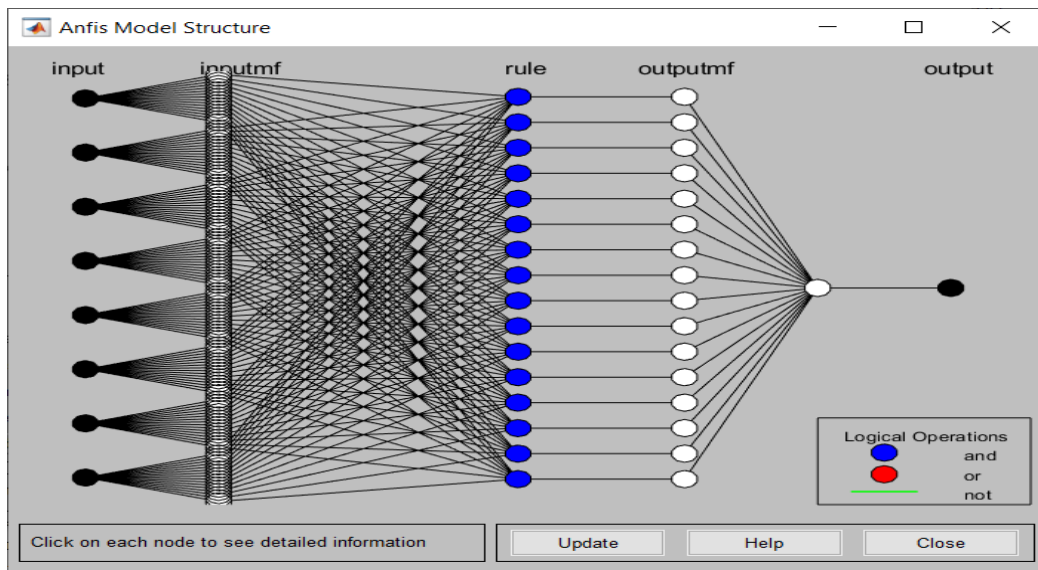 Anfis Model Structure
input inputmf rule outputmf output
Logical Operations
and
or
not
Click on each node to see detailed information
Update Help Close